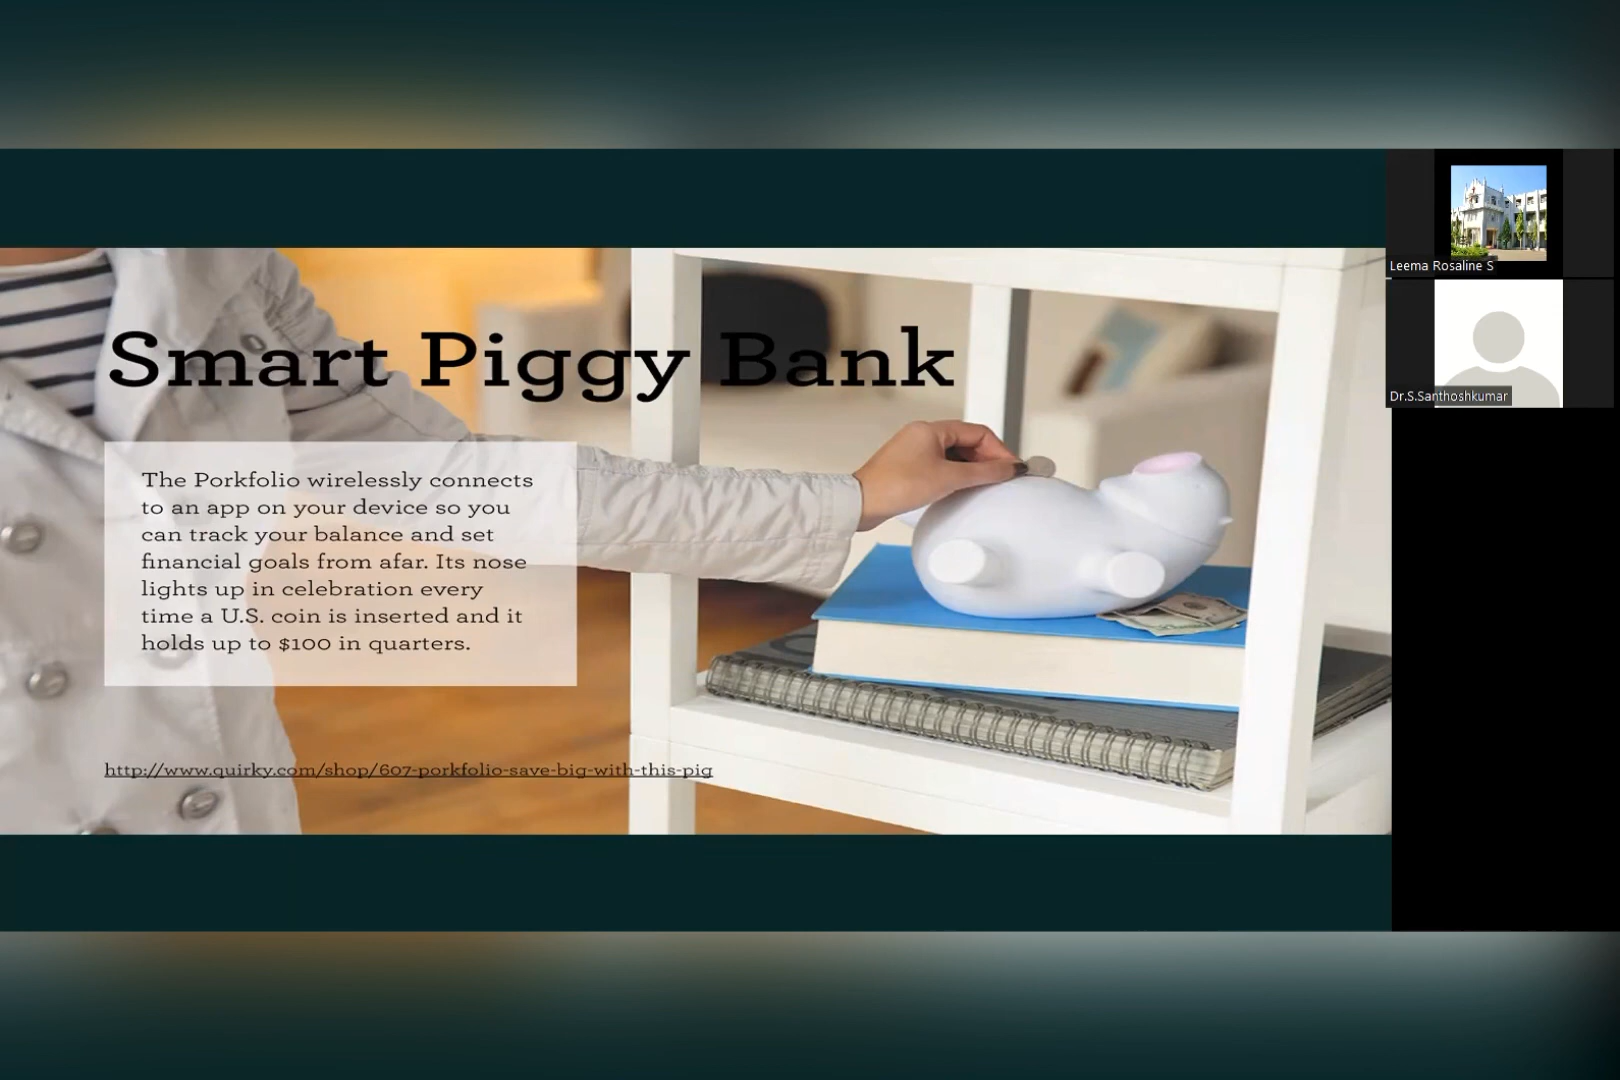 Smart Piggy Bank
The Porkfolio wirelessly connects
to an app on your device so you
can track your balance and set
financial goals from afar. Its nose
lights up in celebration every
time a U.S. coin is inserted and it
holds up to $100 in quarters.
http://www.quirky.com/shop/607-porkfolio-save-big-with-this-pig
Leema Rosaline S
Dr.S.Santhoshkumar